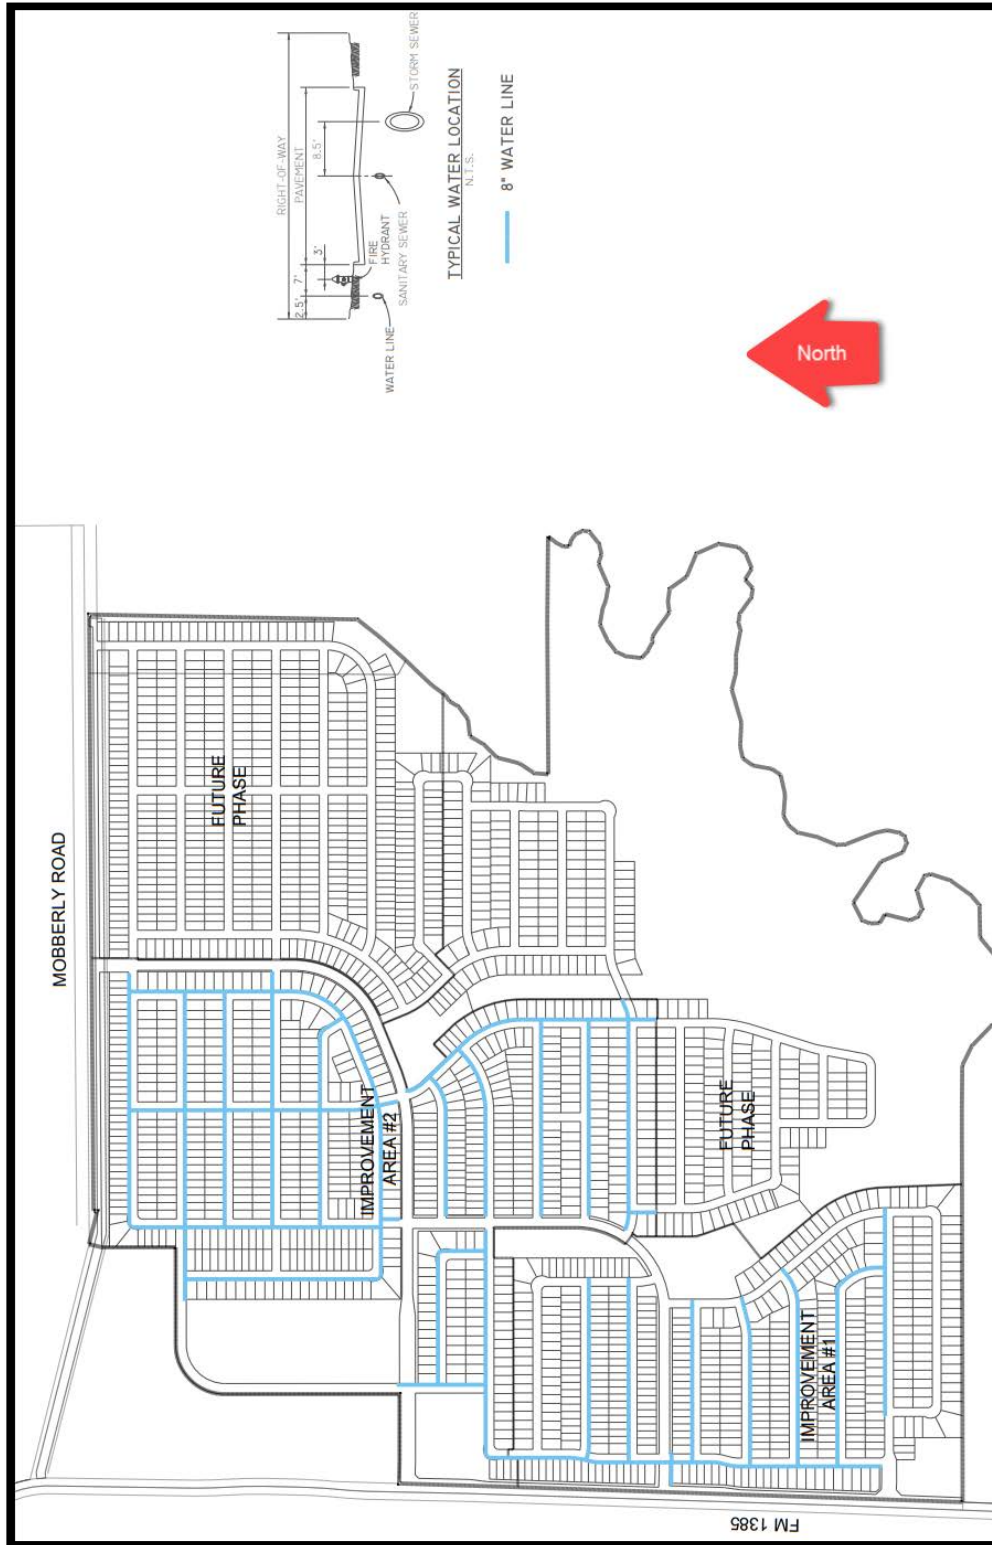 RIGHT-OF-WAY
PAVEMENT
8.5'
3'
7'
2.5'
STORM SEWER
FIRE
HYDRANT
SANITARY SEWER
WATER LINE
TYPICAL WATER LOCATION
N.T.S.
8" WATER LINE
North
MOBBERLY ROAD
FUTURE
PHASE
IMPROVEMENT
AREA #2
FUTURE
PHASE
IMPROVEMENT
AREA #1
FM 1385